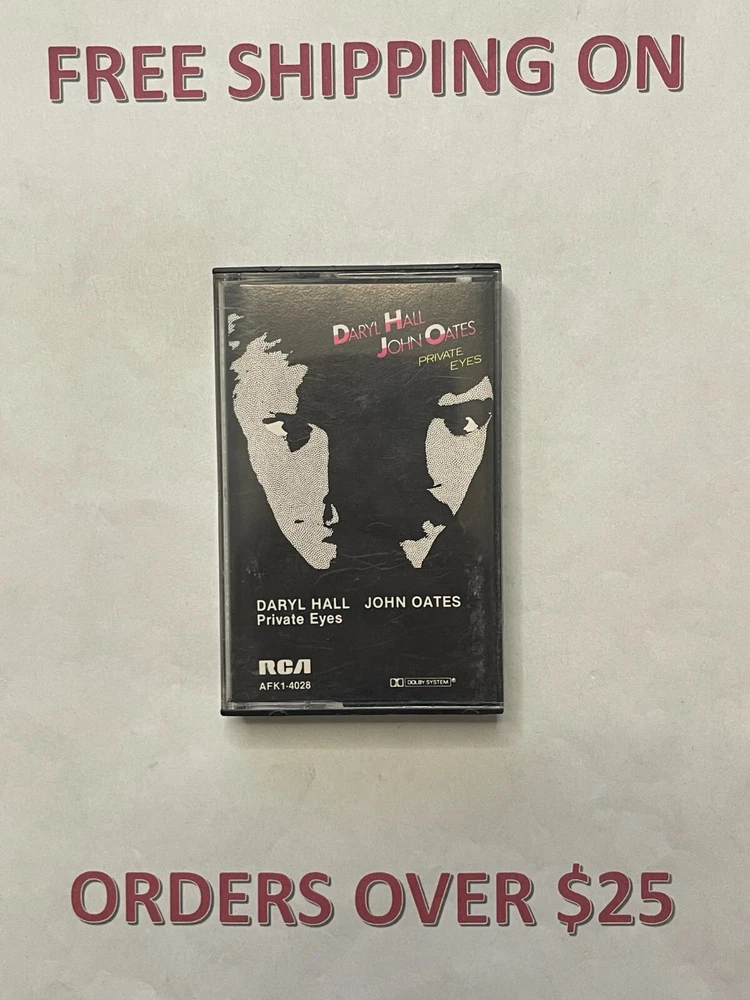 FREE SHIPPING ON
DARYL HALL
JOHN OATES
PRIVATE
EYES
DARYL HALL JOHN OATES
Private Eyes
RCA
AFK1-4028
DOLBY SYSTEM®
ORDERS OVER $25